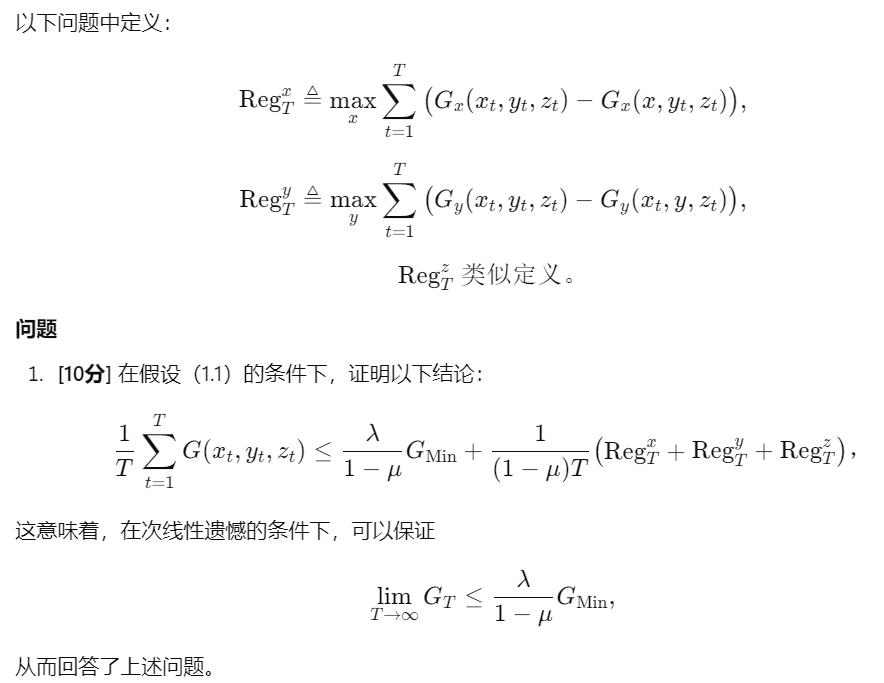 以下问题中定义：
$$\mathrm{Reg}_T^x \triangleq \max_x \sum_{t=1}^{T} \left( G_x(x_t, y_t, z_t) - G_x(x, y_t, z_t) \right),$$
$$\mathrm{Reg}_T^y \triangleq \max_y \sum_{t=1}^{T} \left( G_y(x_t, y_t, z_t) - G_y(x_t, y, z_t) \right),$$
$\mathrm{Reg}_T^z$ 类似定义。
问题
1. [10分] 在假设（1.1）的条件下，证明以下结论：
$$\frac{1}{T} \sum_{t=1}^{T} G(x_t, y_t, z_t) \leq \frac{\lambda}{1-\mu} G_{\mathrm{Min}} + \frac{1}{(1-\mu)T} \left( \mathrm{Reg}_T^x + \mathrm{Reg}_T^y + \mathrm{Reg}_T^z \right),$$
这意味着，在次线性遗憾的条件下，可以保证
$$\lim_{T \to \infty} G_T \leq \frac{\lambda}{1-\mu} G_{\mathrm{Min}},$$
从而回答了上述问题。